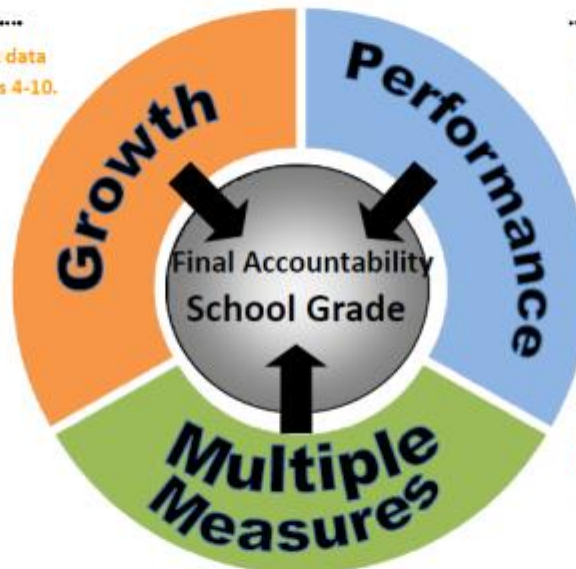 data
s 4-10.
Growth
Performance
Final Accountability
School Grade
Multiple
Measures